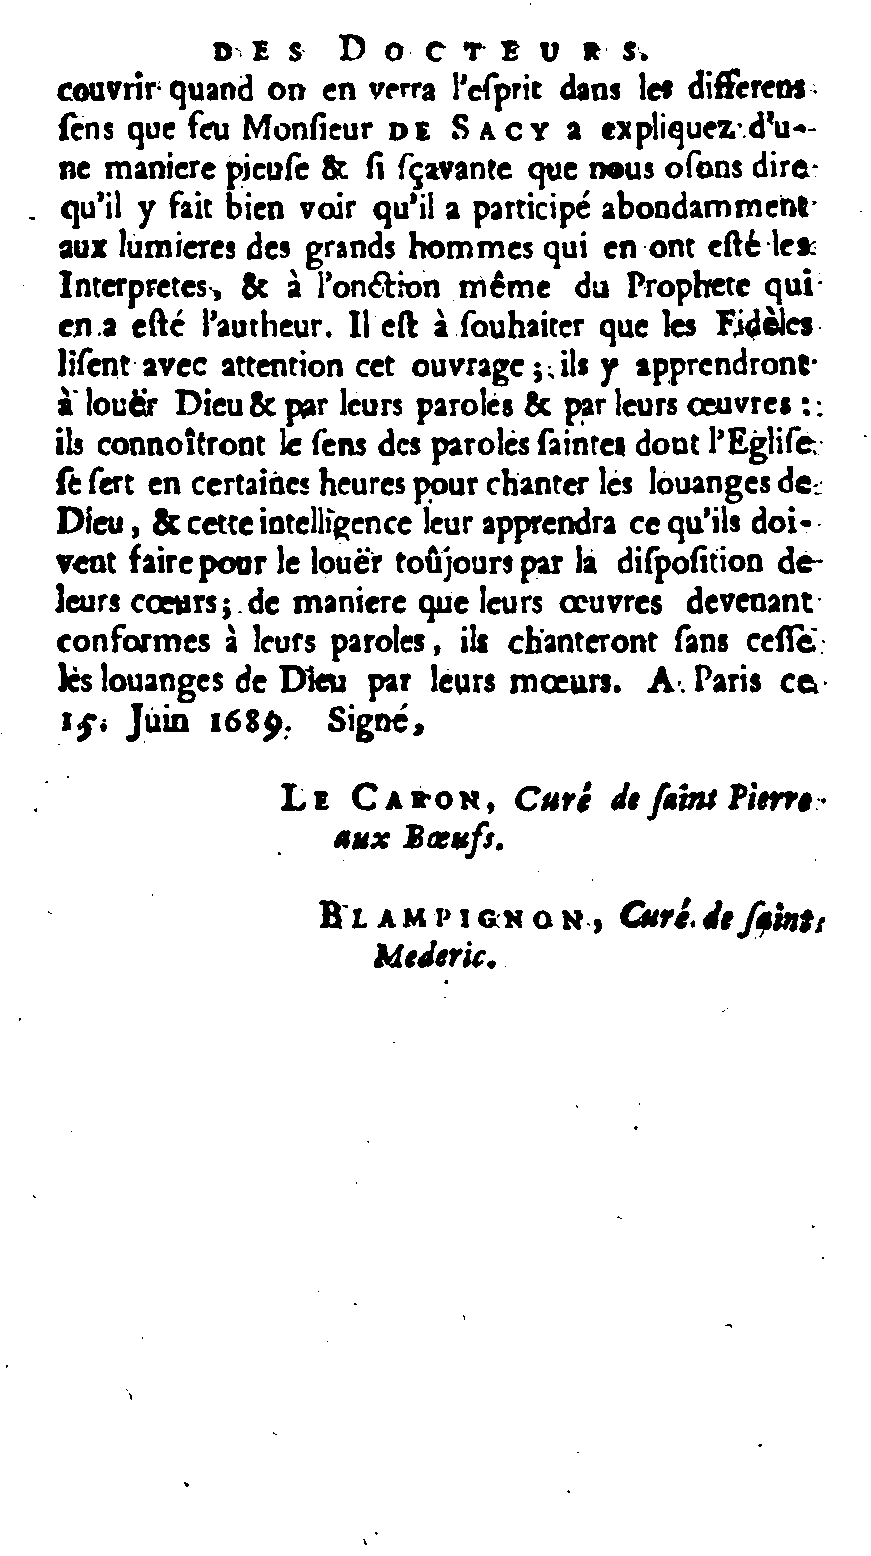 DES DOCTEURS.
couvrir quand on en verra l'eſprit dans les differens
ſens que feu Monſieur DE SACY a expliquez d'u-
ne maniere pieuſe & ſi ſçavante que nous oſons dire
qu'il y fait bien voir qu'il a participé abondamment
aux lumieres des grands hommes qui en ont eſté les
Interpretes, & à l'onction même du Prophete qui
en a eſté l'autheur. Il eſt à ſouhaiter que les Fidèles
liſent avec attention cet ouvrage ; ils y apprendront
à louër Dieu & par leurs paroles & par leurs œuvres :
ils connoîtront le ſens des paroles ſaintes dont l'Egliſe
ſe ſert en certaines heures pour chanter les louanges de
Dieu, & cette intelligence leur apprendra ce qu'ils doi-
vent faire pour le louër toûjours par la diſpoſition de
leurs cœurs ; de maniere que leurs œuvres devenant
conformes à leurs paroles, ils chanteront ſans ceſſe
les louanges de Dieu par leurs mœurs. A Paris ce
15. Juin 1689. Signé,
LE CARON, Curé de ſaint Pierre
aux Bœufs.
BLAMPIGNON, Curé de ſaint
Mederic.